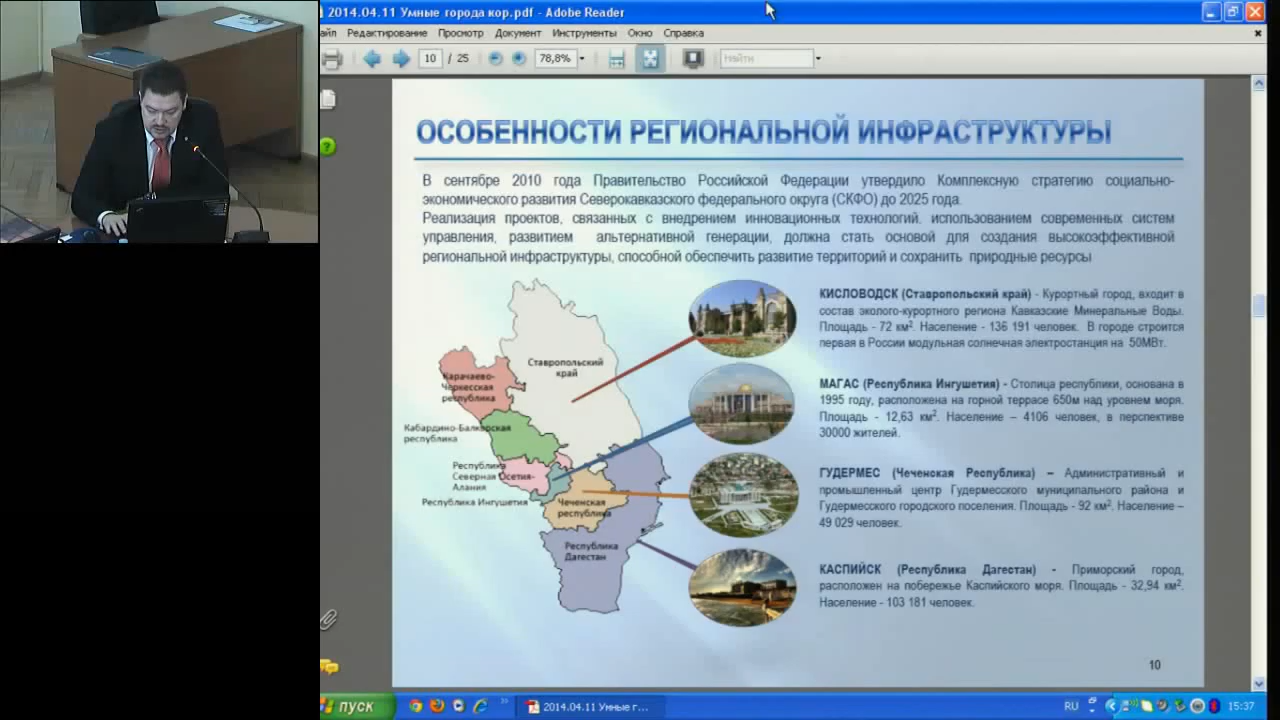 2014.04.11 Умные города кор.pdf - Adobe Reader
айл Редактирование Просмотр Документ Инструменты Окно Справка
10 / 25 78,8% Найти
ОСОБЕННОСТИ РЕГИОНАЛЬНОЙ ИНФРАСТРУКТУРЫ
В сентябре 2010 года Правительство Российской Федерации утвердило Комплексную стратегию социально-
экономического развития Северокавказского федерального округа (СКФО) до 2025 года.
Реализация проектов, связанных с внедрением инновационных технологий, использованием современных систем
управления, развитием альтернативной генерации, должна стать основой для создания высокоэффективной
региональной инфраструктуры, способной обеспечить развитие территорий и сохранить природные ресурсы
Ставропольский
край
Карачаево-
Черкесская
республика
Кабардино-Балкарская
республика
Республика
Северная Осетия-
Алания
Республика Ингушетия
Чеченская
республика
Республика
Дагестан
КИСЛОВОДСК (Ставропольский край) - Курортный город, входит в
состав эколого-курортного региона Кавказские Минеральные Воды.
Площадь - 72 км². Население - 136 191 человек. В городе строится
первая в России модульная солнечная электростанция на 50МВт.
МАГАС (Республика Ингушетия) - Столица республики, основана в
1995 году, расположена на горной террасе 650м над уровнем моря.
Площадь - 12,63 км². Население – 4106 человек, в перспективе
30000 жителей.
ГУДЕРМЕС (Чеченская Республика) – Административный и
промышленный центр Гудермесского муниципального района и
Гудермесского городского поселения. Площадь - 92 км². Население –
49 029 человек.
КАСПИЙСК (Республика Дагестан) - Приморский город,
расположен на побережье Каспийского моря. Площадь - 32,94 км².
Население - 103 181 человек.
10
пуск
2014.04.11 Умные г...
RU
15:37